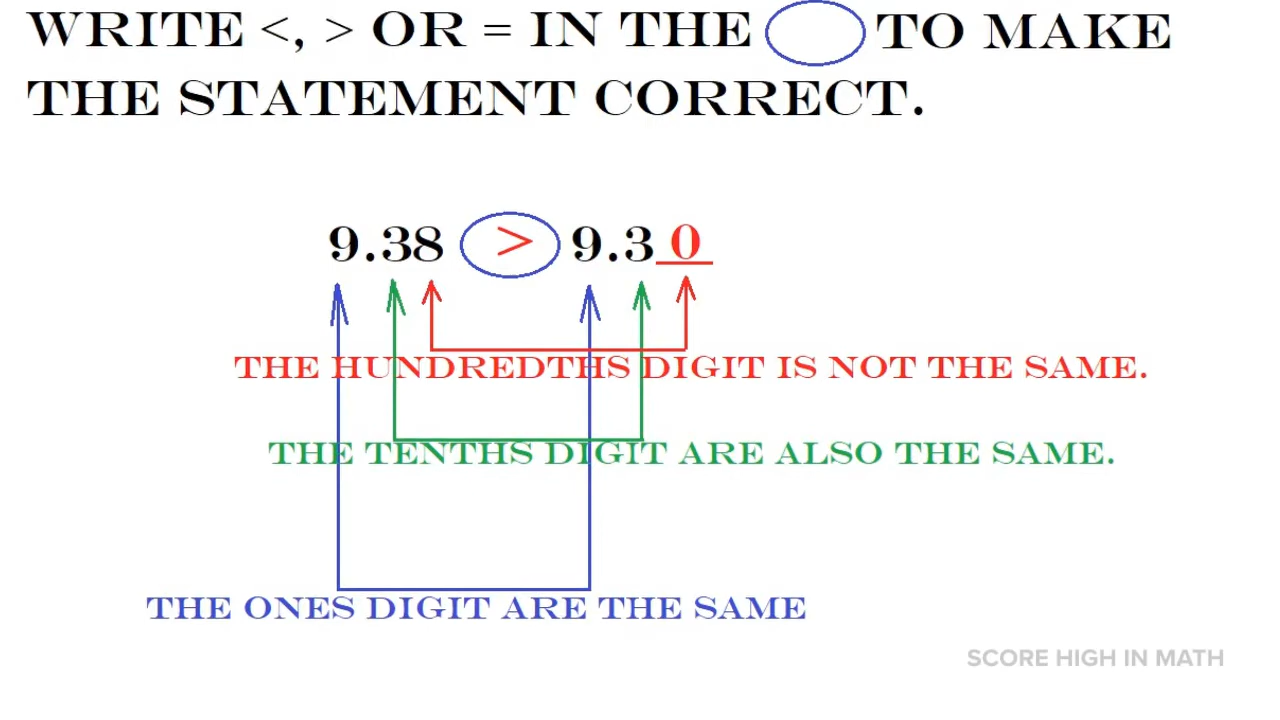 WRITE <, > OR = IN THE TO MAKE
THE STATEMENT CORRECT.
9.38 > 9.30
THE HUNDREDTHS DIGIT IS NOT THE SAME.
THE TENTHS DIGIT ARE ALSO THE SAME.
THE ONES DIGIT ARE THE SAME
SCORE HIGH IN MATH